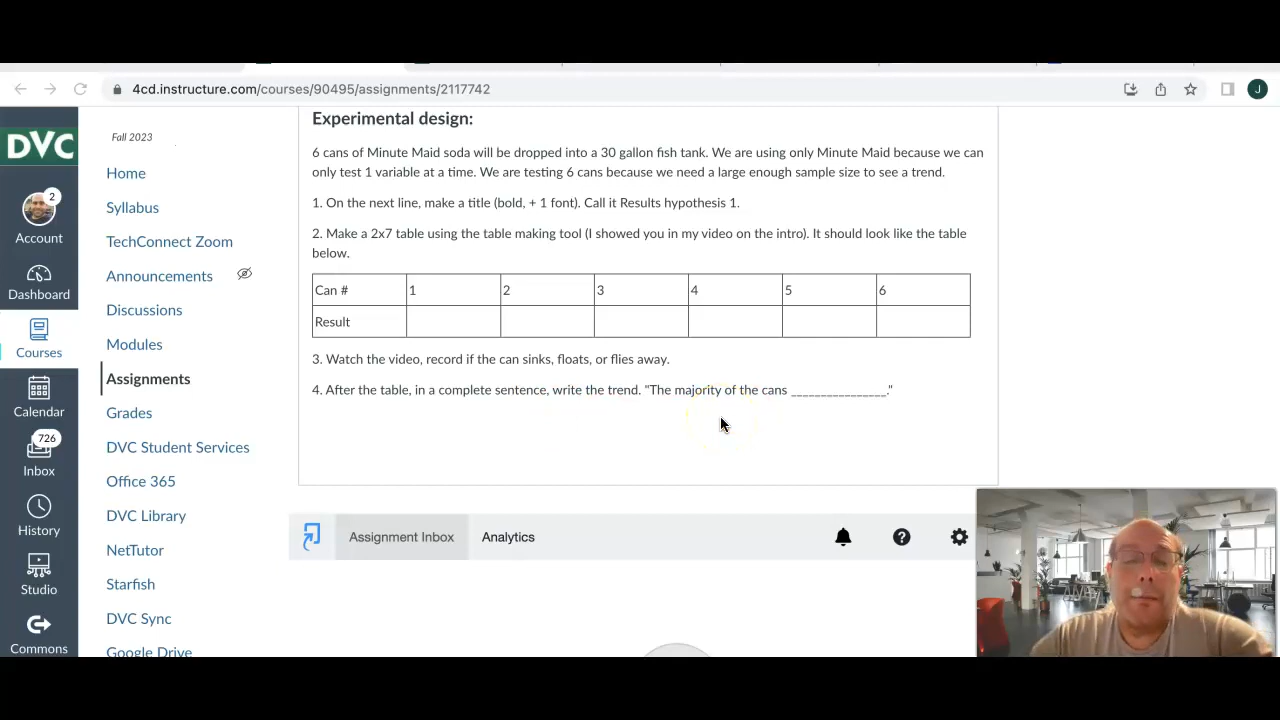 4cd.instructure.com/courses/90495/assignments/2117742
J
DVC
2
Account
Dashboard
Courses
Calendar
726
Inbox
History
Studio
Commons
Fall 2023
Home
Syllabus
TechConnect Zoom
Announcements
Discussions
Modules
Assignments
Grades
DVC Student Services
Office 365
DVC Library
NetTutor
Starfish
DVC Sync
Google Drive
Experimental design:
6 cans of Minute Maid soda will be dropped into a 30 gallon fish tank. We are using only Minute Maid because we can
only test 1 variable at a time. We are testing 6 cans because we need a large enough sample size to see a trend.
1. On the next line, make a title (bold, + 1 font). Call it Results hypothesis 1.
2. Make a 2x7 table using the table making tool (I showed you in my video on the intro). It should look like the table
below.
Can # 1 2 3 4 5 6
Result
3. Watch the video, record if the can sinks, floats, or flies away.
4. After the table, in a complete sentence, write the trend. "The majority of the cans ________________."
Assignment Inbox Analytics